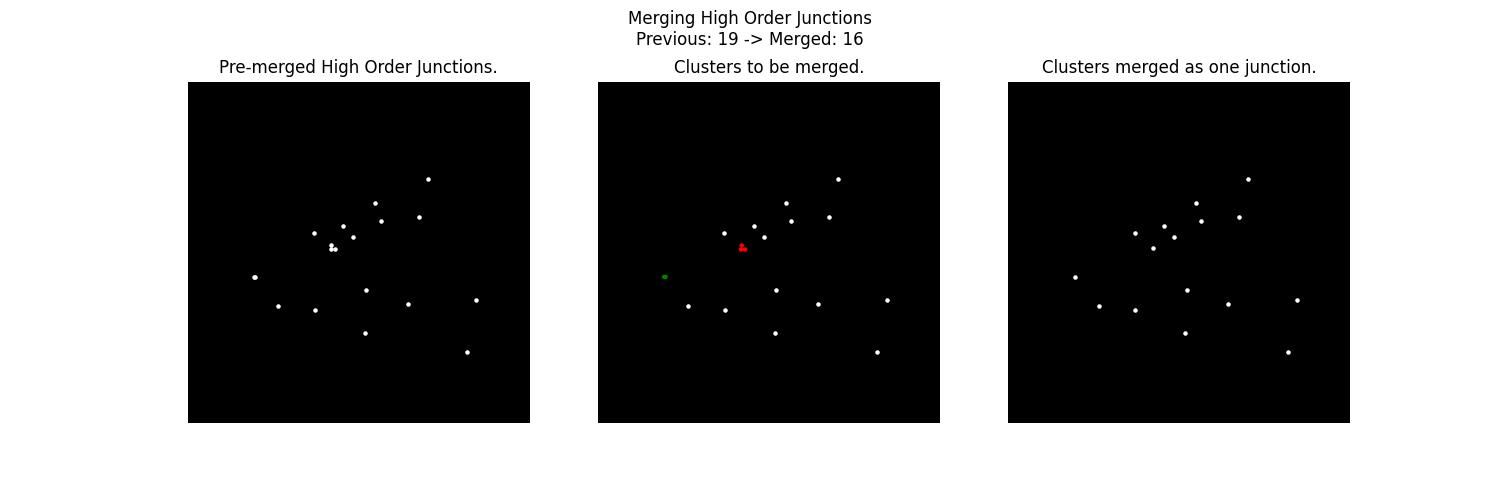 Merging High Order Junctions
Previous: 19 -> Merged: 16
Pre-merged High Order Junctions.
Clusters to be merged.
Clusters merged as one junction.